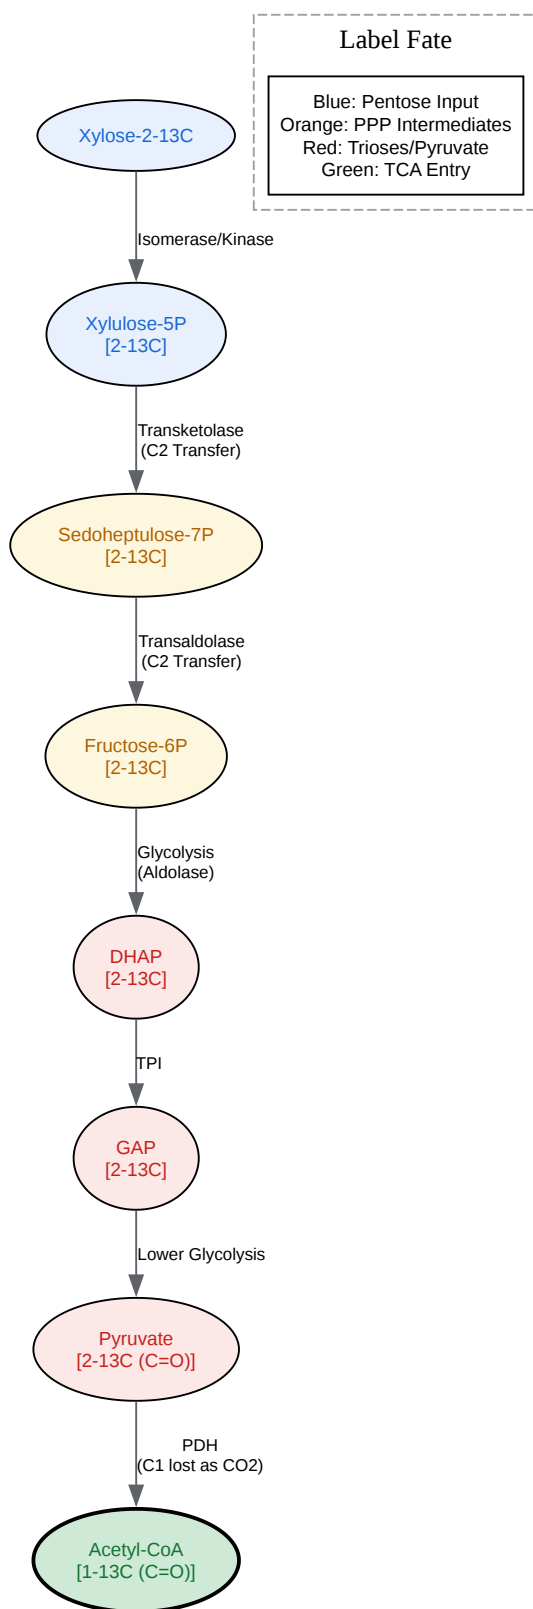 Label Fate
Blue: Pentose Input
Orange: PPP Intermediates
Red: Trioses/Pyruvate
Green: TCA Entry
Xylose-2-13C
Isomerase/Kinase
Xylulose-5P
[2-13C]
Transketolase
(C2 Transfer)
Sedoheptulose-7P
[2-13C]
Transaldolase
(C2 Transfer)
Fructose-6P
[2-13C]
Glycolysis
(Aldolase)
DHAP
[2-13C]
TPI
GAP
[2-13C]
Lower Glycolysis
Pyruvate
[2-13C (C=O)]
PDH
(C1 lost as CO2)
Acetyl-CoA
[1-13C (C=O)]